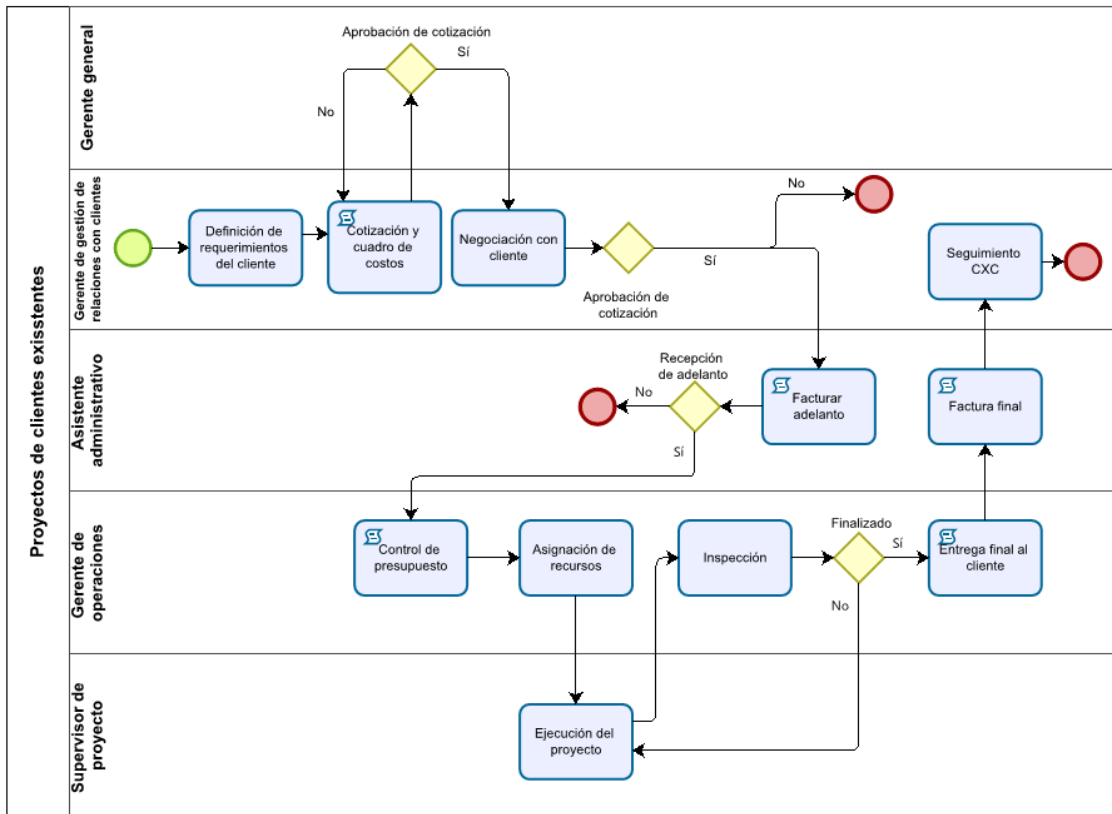 Proyectos de clientes exisstentes
Gerente general
Aprobación de cotización
Sí
No
Gerente de gestión de
relaciones con clientes
Definición de
requerimientos
del cliente
Cotización y
cuadro de
costos
Negociación con
cliente
Aprobación de
cotización
No
Sí
Seguimiento
CXC
Asistente
administrativo
Recepción
de adelanto
No
Sí
Facturar
adelanto
Factura final
Gerente de
operaciones
Control de
presupuesto
Asignación de
recursos
Inspección
Finalizado
Sí
No
Entrega final al
cliente
Supervisor de
proyecto
Ejecución del
proyecto